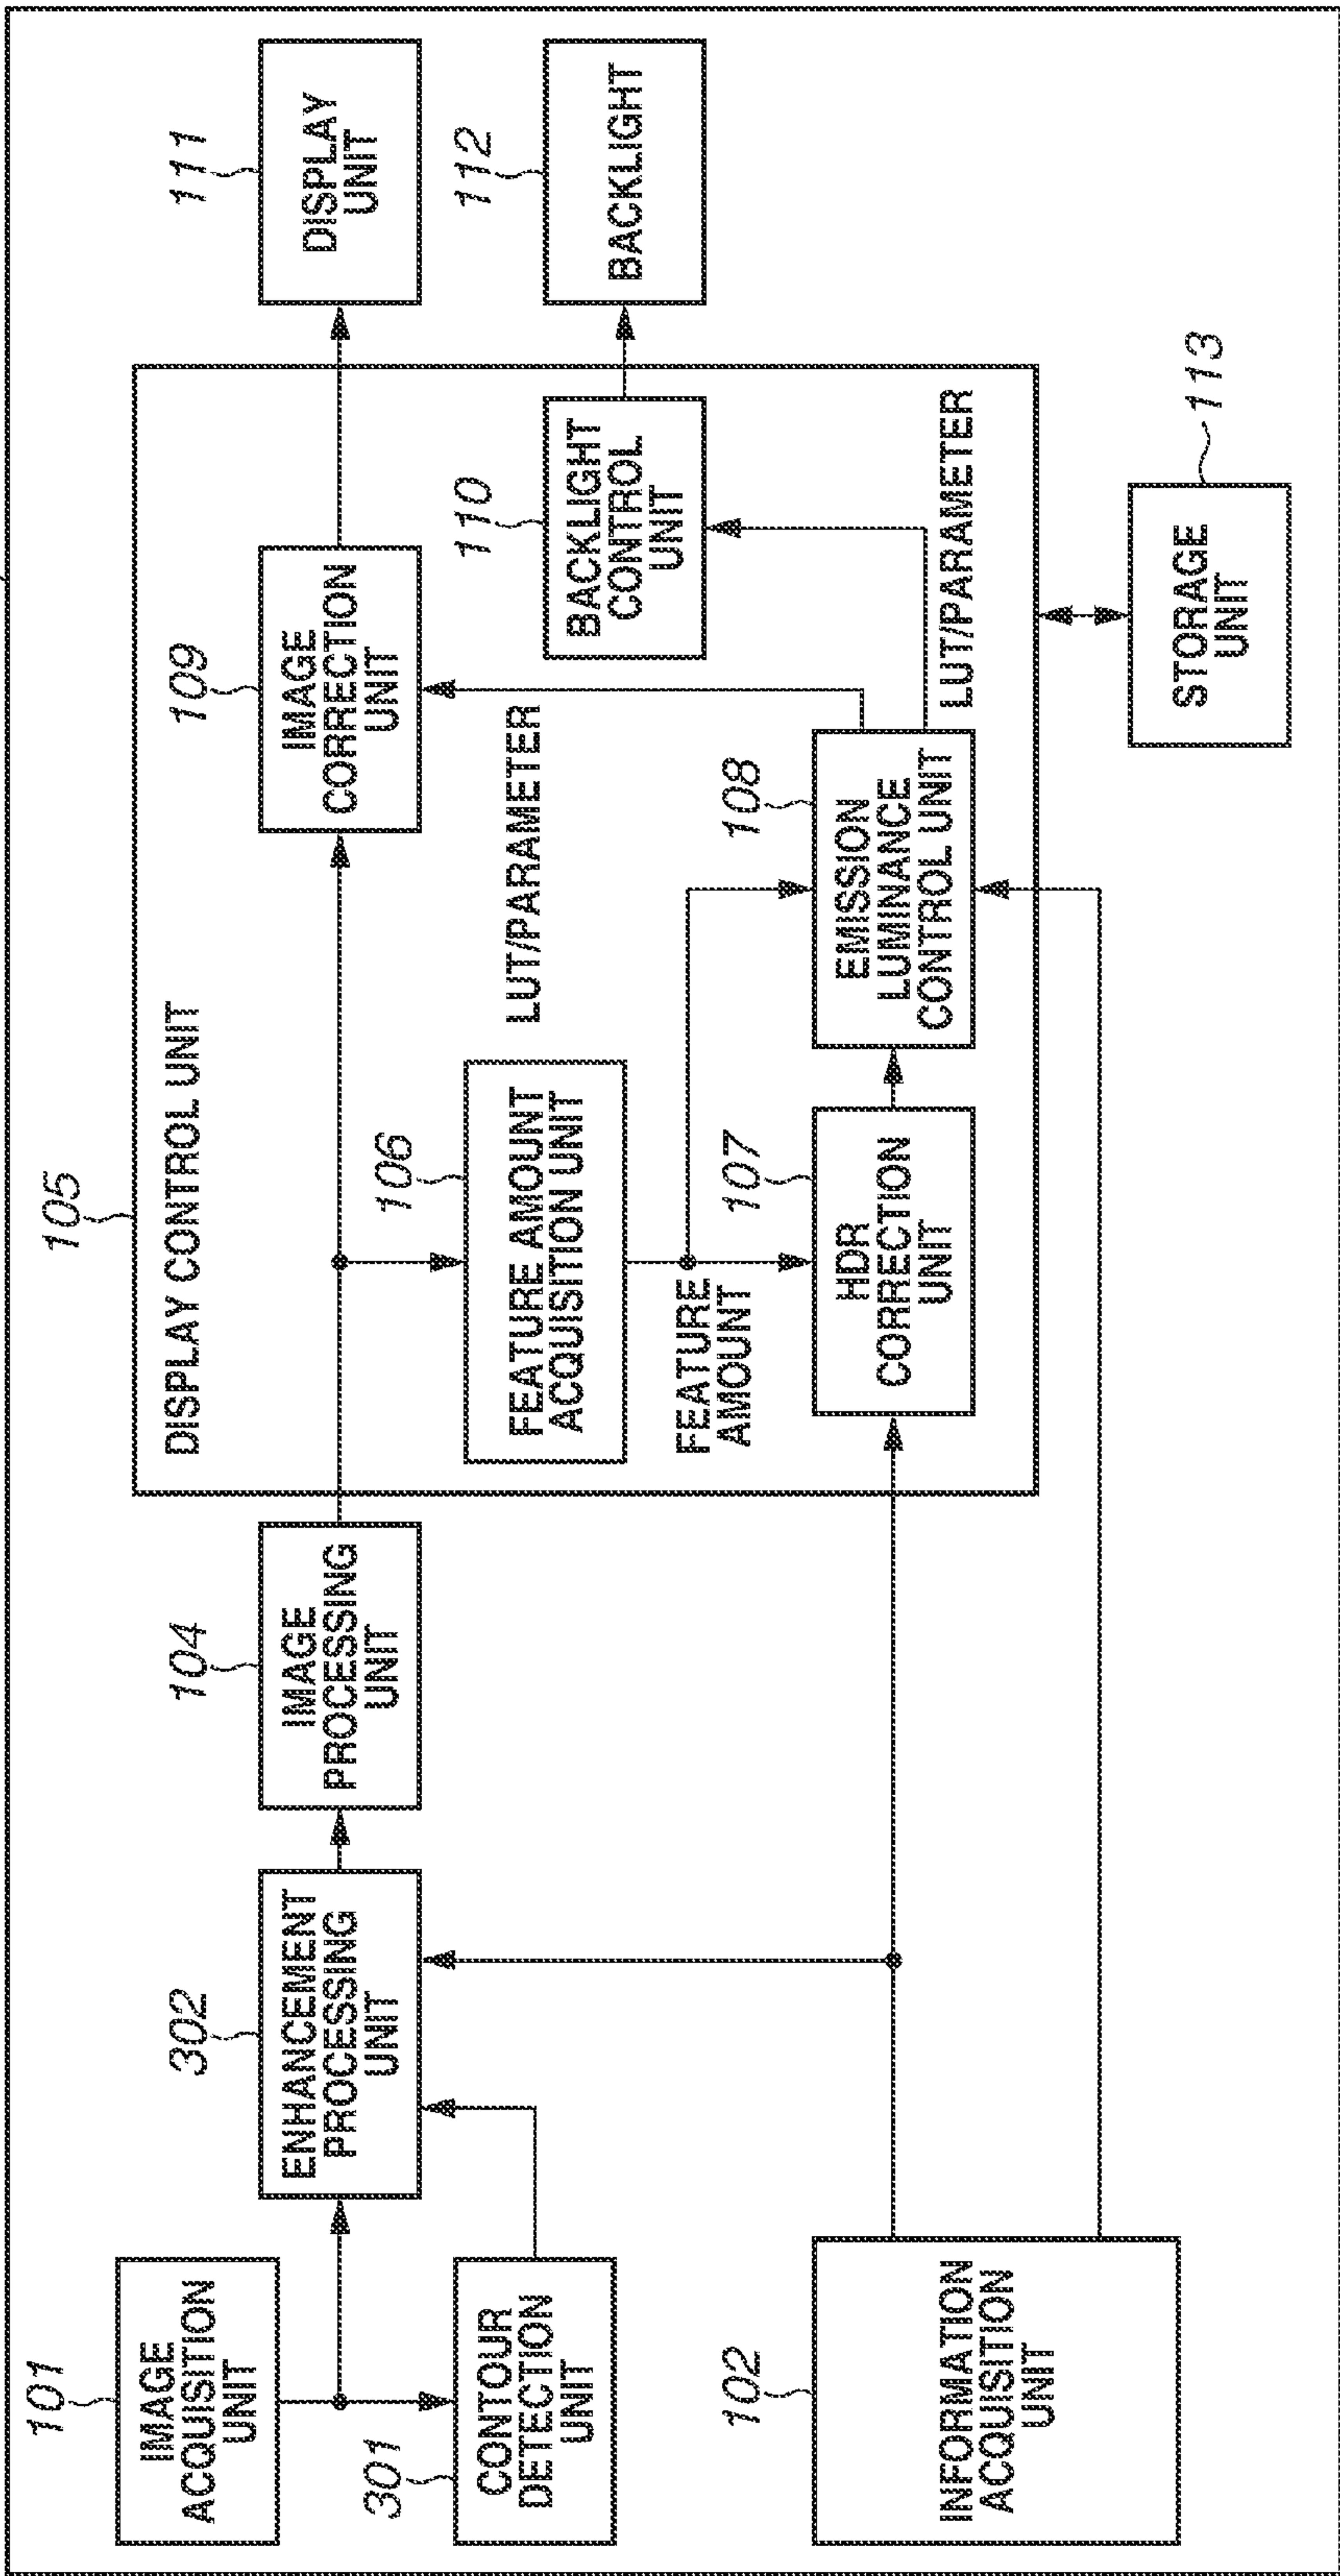 101
IMAGE
ACQUISITION
UNIT
301
CONTOUR
DETECTION
UNIT
102
INFORMATION
ACQUISITION
UNIT
302
ENHANCEMENT
PROCESSING
UNIT
104
IMAGE
PROCESSING
UNIT
105
DISPLAY CONTROL UNIT
106
FEATURE AMOUNT
ACQUISITION UNIT
FEATURE
AMOUNT
107
HDR
CORRECTION
UNIT
108
EMISSION
LUMINANCE
CONTROL UNIT
LUT/PARAMETER
109
IMAGE
CORRECTION
UNIT
110
BACKLIGHT
CONTROL
UNIT
LUT/PARAMETER
111
DISPLAY
UNIT
112
BACKLIGHT
113
STORAGE
UNIT